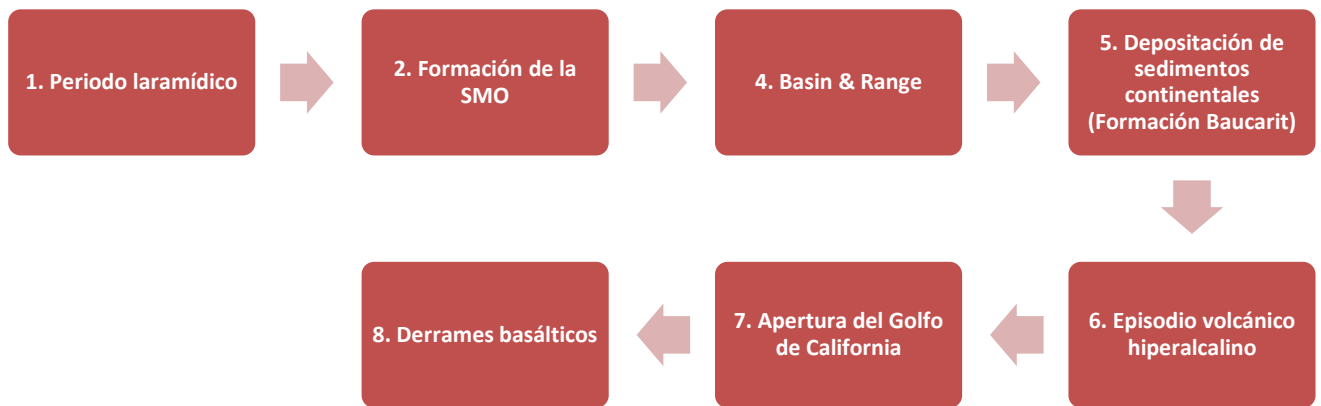 1. Periodo laramídico
2. Formación de la
SMO
4. Basin & Range
5. Depositación de
sedimentos
continentales
(Formación Baucarit)
6. Episodio volcánico
hiperalcalino
7. Apertura del Golfo
de California
8. Derrames basálticos